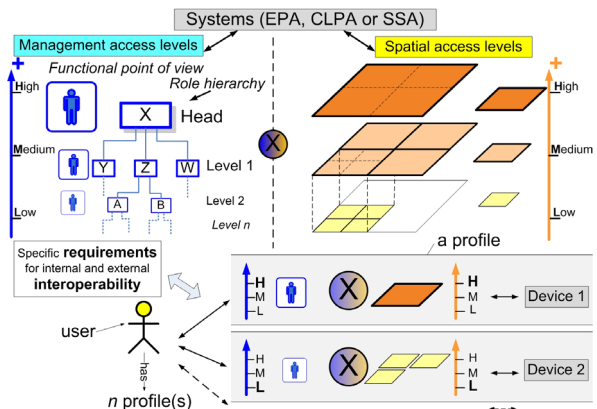 Systems (EPA, CLPA or SSA)
Management access levels
Spatial access levels
+
Functional point of view
Role hierarchy
High
Medium
Low
X
Head
Y
Z
W
Level 1
A
B
Level 2
Level n
X
+
High
Medium
Low
Specific requirements
for internal and external
interoperability
a profile
user
has
n profile(s)
H
M
L
X
H
M
L
Device 1
H
M
L
X
H
M
L
Device 2